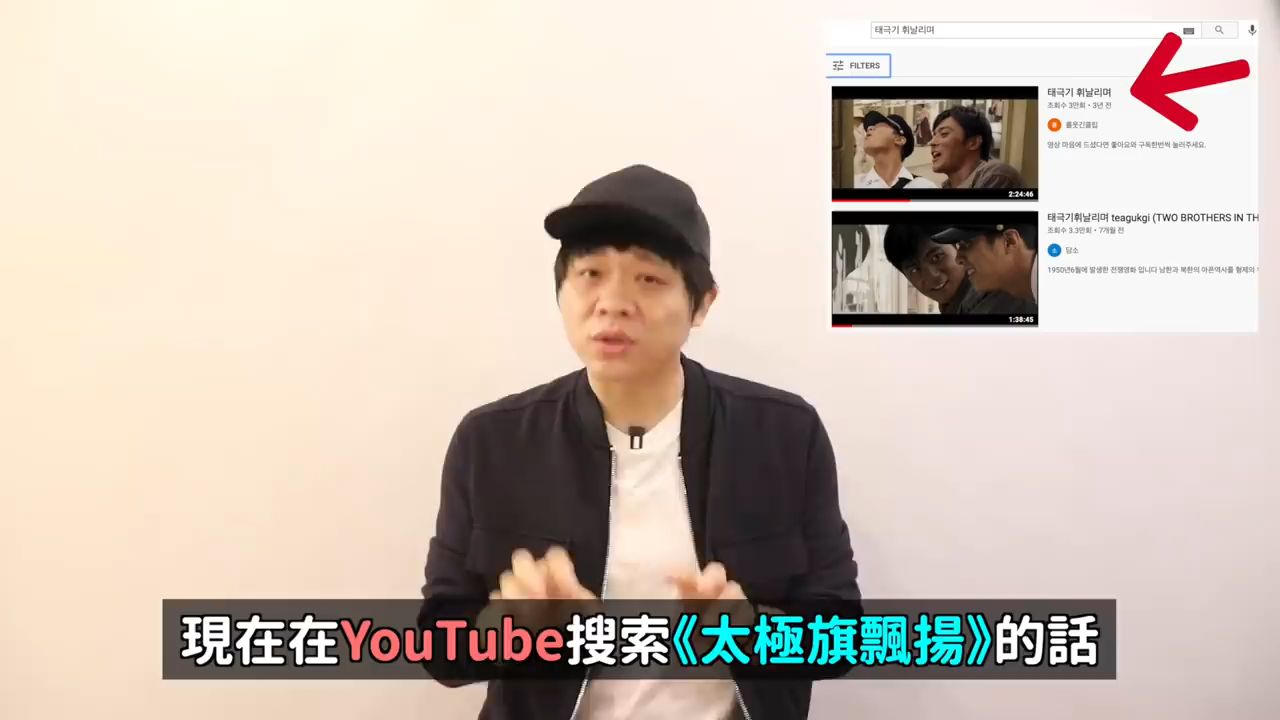 태극기 휘날리며
FILTERS
태극기 휘날리며
조회수 3만회 • 3년 전
영상 마음에 드셨다면 좋아요와 구독한번씩 눌러주세요.
2:24:46
태극기휘날리며 teagukgi (TWO BROTHERS IN TH
조회수 3.3만회 • 7개월 전
소 담소
1950년6월에 발생한 전쟁영화 입니다 남한과 북한의 아픈역사를 형제의
1:38:45
現在在YouTube搜索《太極旗飄揚》的話